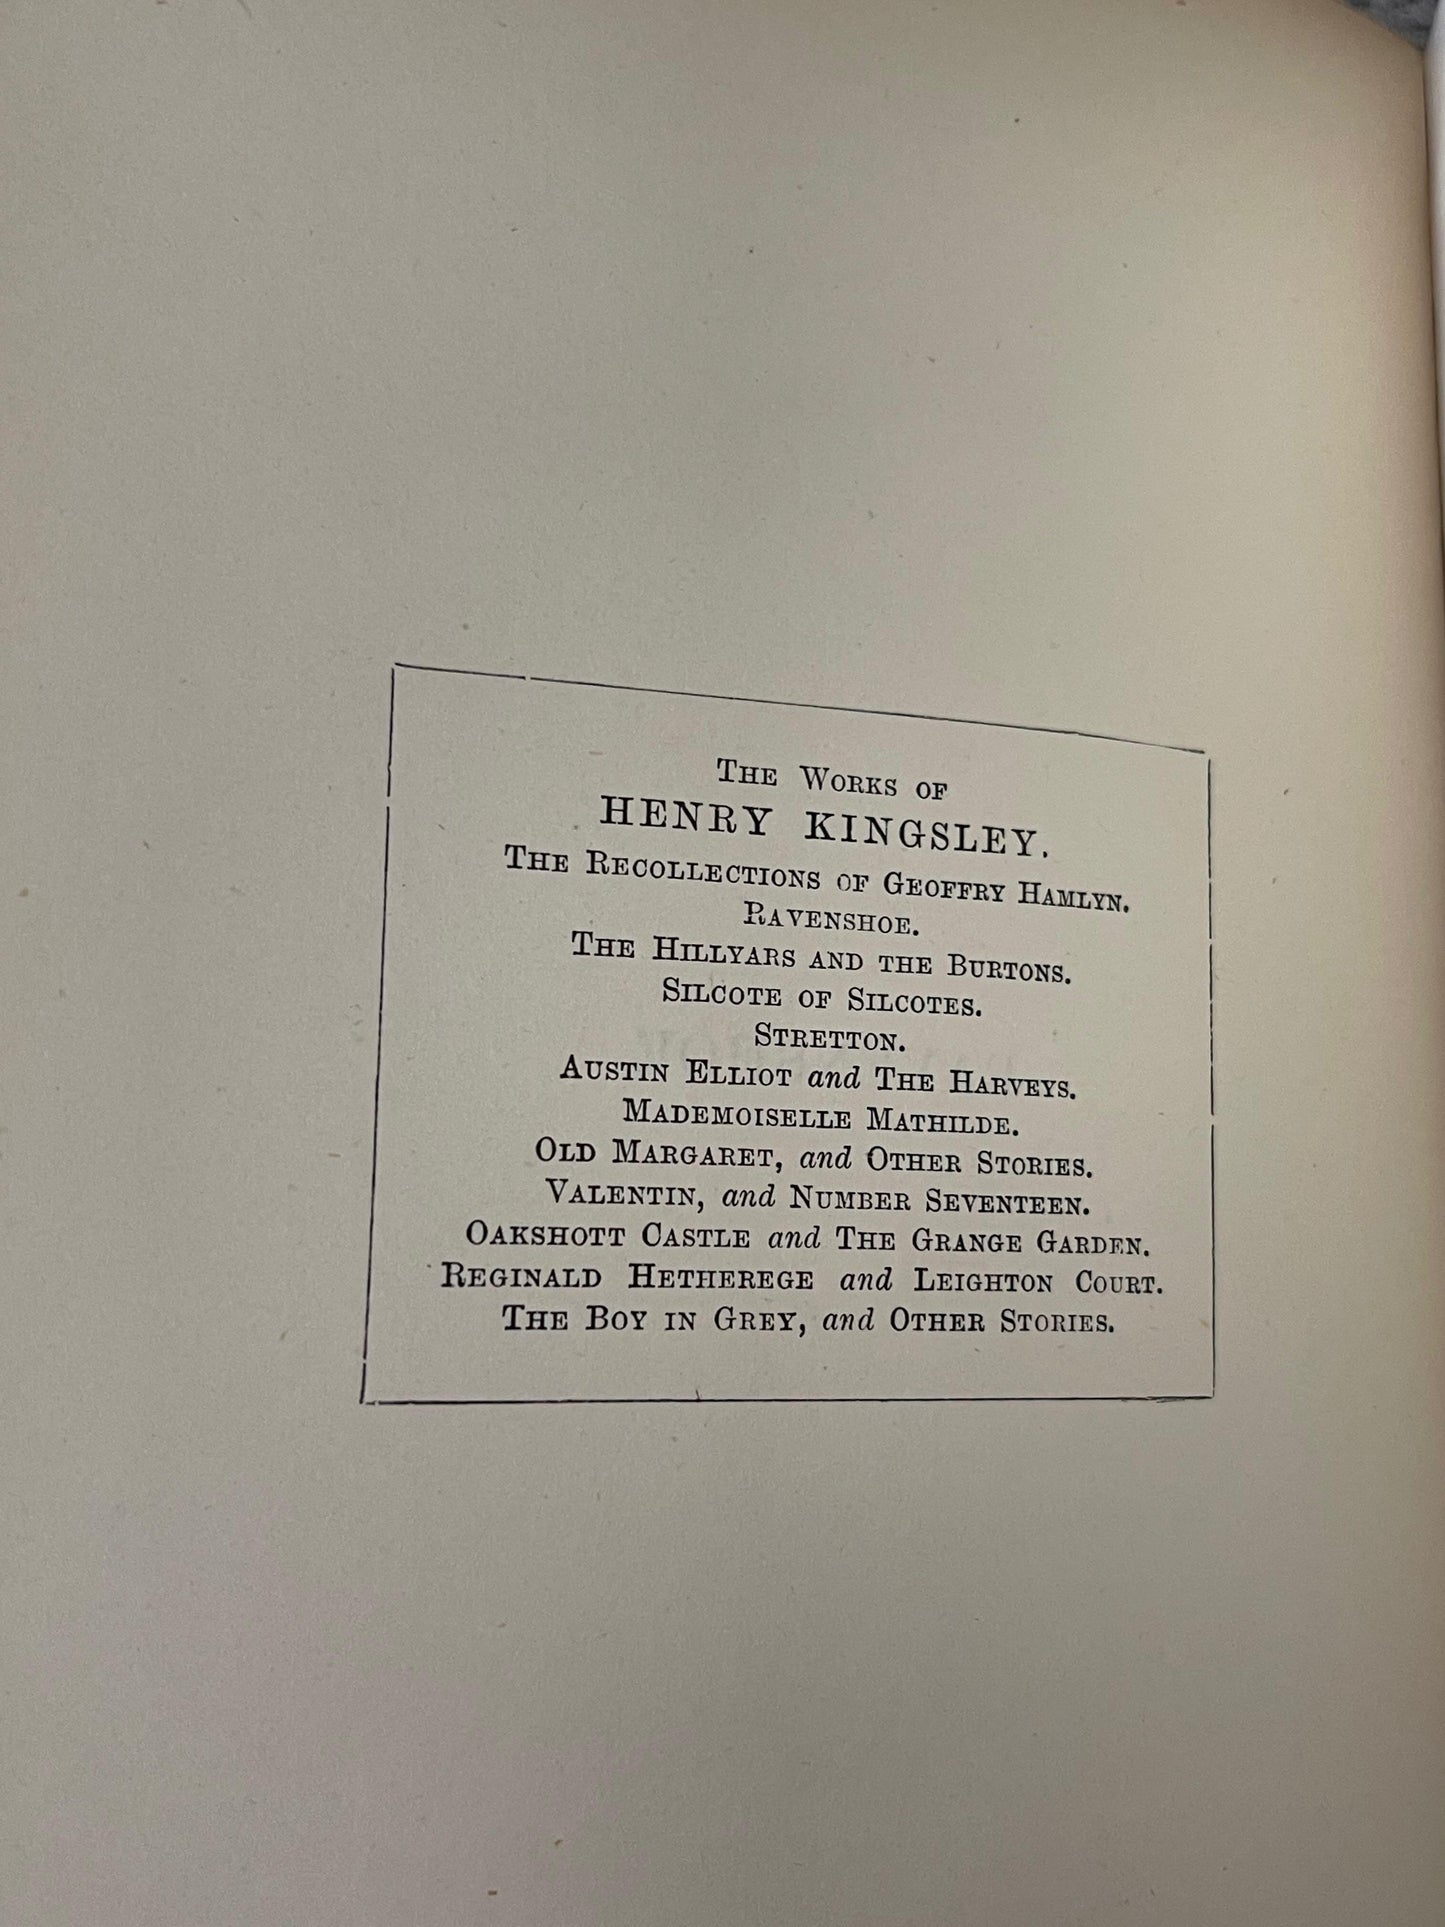 The Works of
HENRY KINGSLEY.
The Recollections of Geoffry Hamlyn.
Ravenshoe.
The Hillyars and the Burtons.
Silcote of Silcotes.
Stretton.
Austin Elliot and The Harveys.
Mademoiselle Mathilde.
Old Margaret, and Other Stories.
Valentin, and Number Seventeen.
Oakshott Castle and The Grange Garden.
Reginald Hetherege and Leighton Court.
The Boy in Grey, and Other Stories.